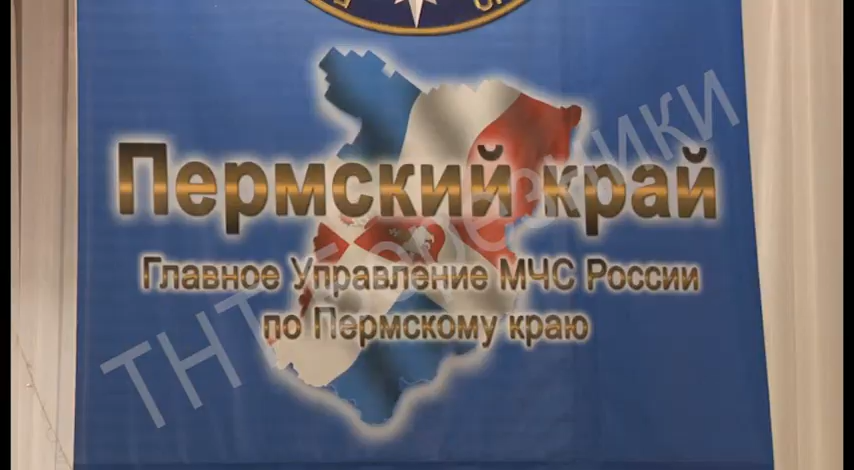 Пермский край
Главное Управление МЧС России
по Пермскому краю
ТНТ-Березники